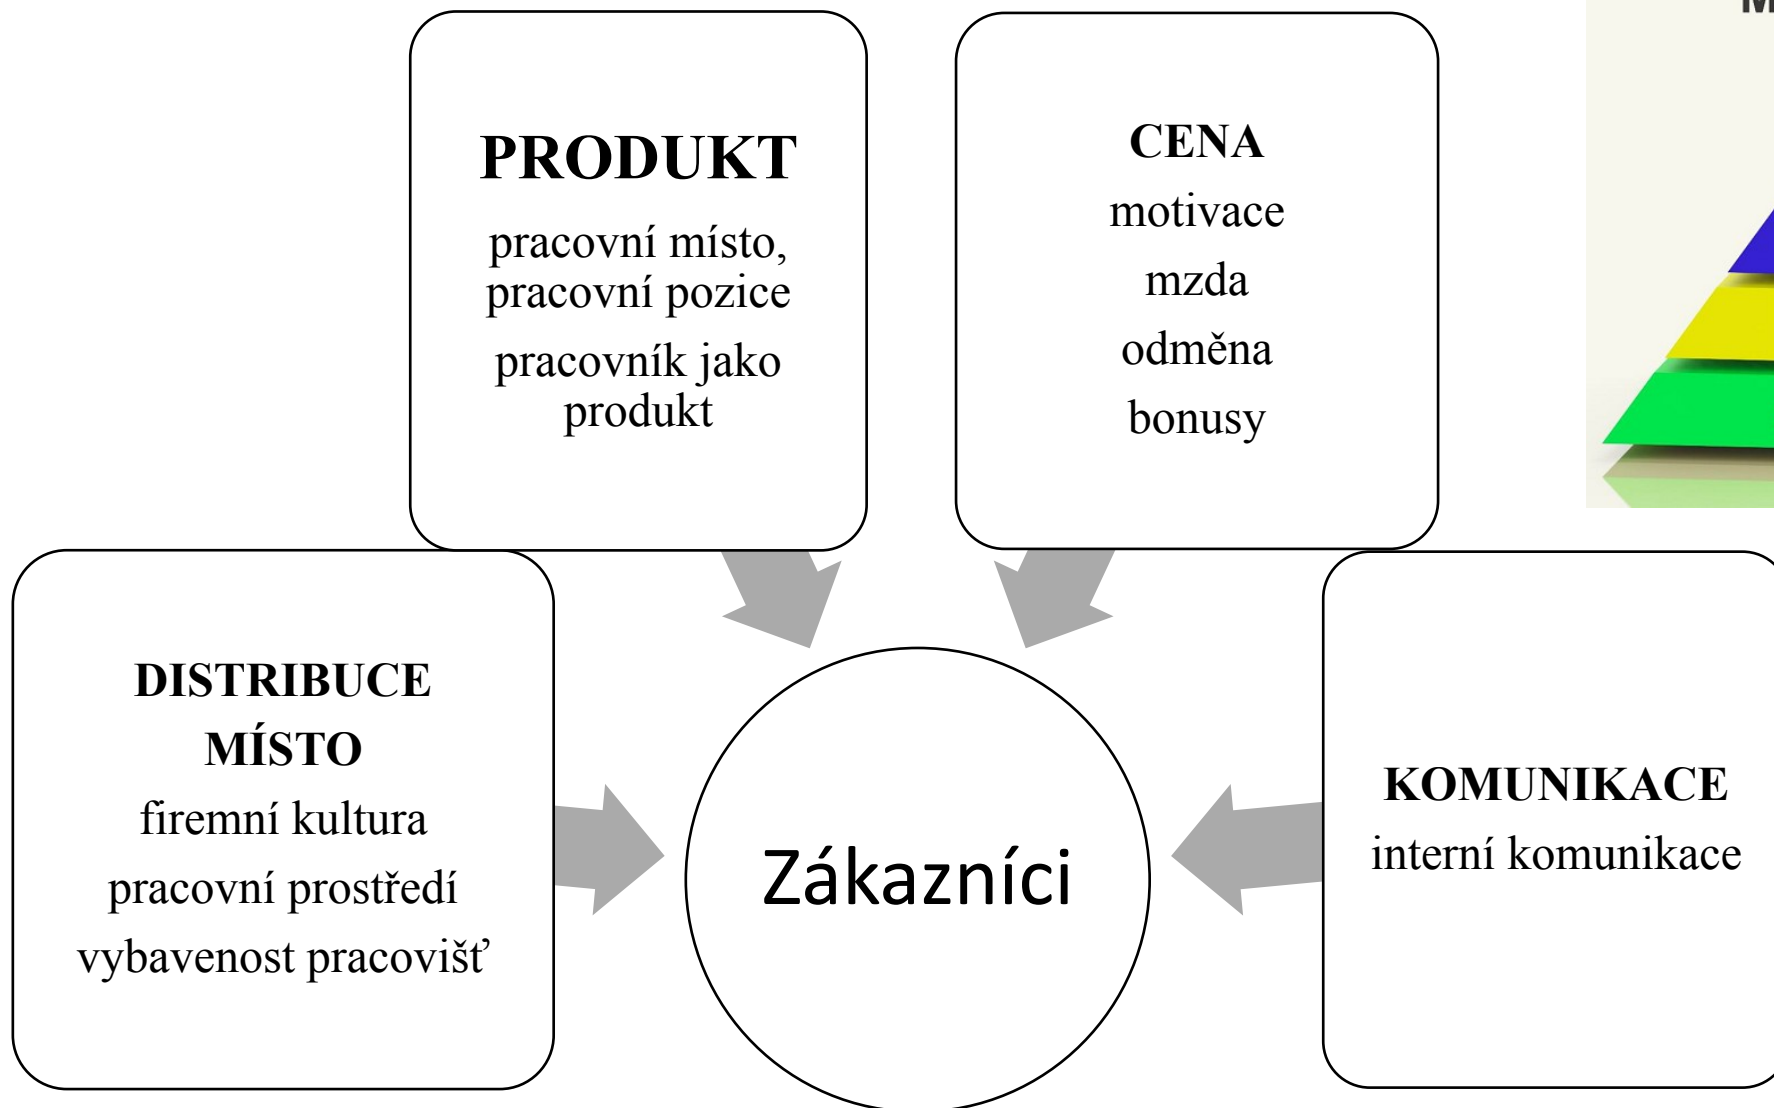 PRODUKT
pracovní místo,
pracovní pozice
pracovník jako
produkt
CENA
motivace
mzda
odměna
bonusy
DISTRIBUCE
MÍSTO
firemní kultura
pracovní prostředí
vybavenost pracovišť
Zákazníci
KOMUNIKACE
interní komunikace